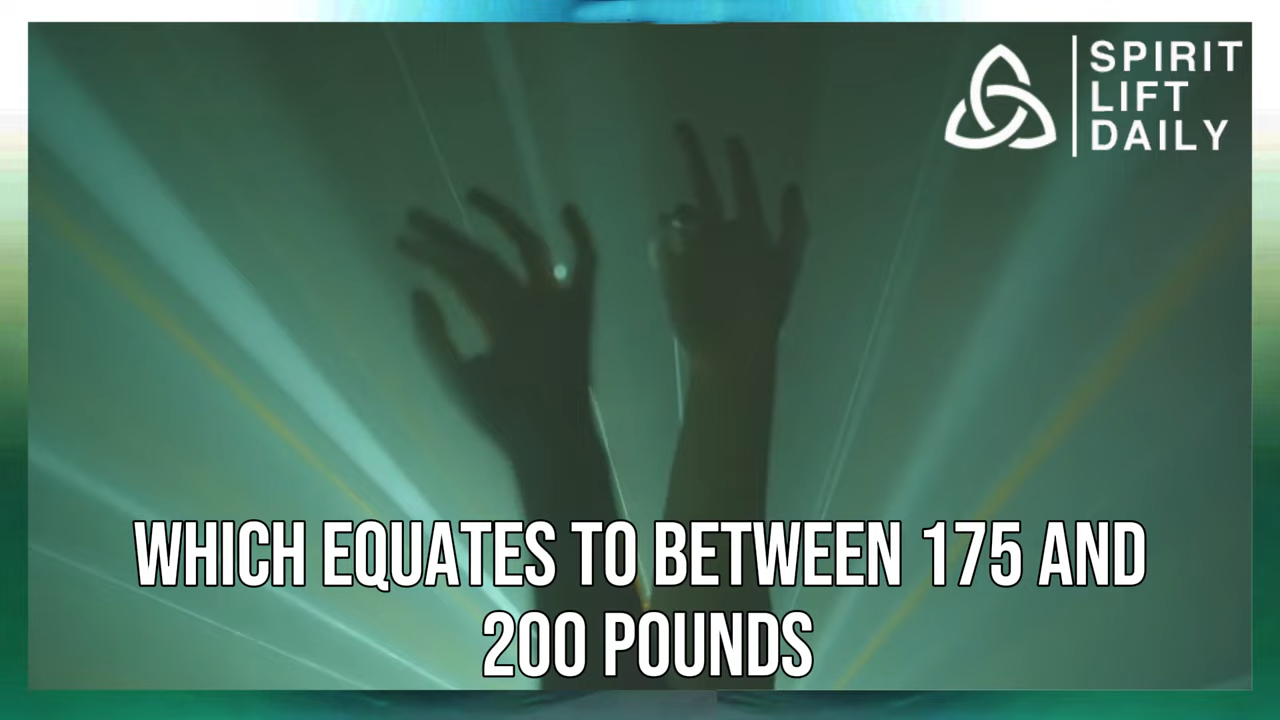 SPIRIT
LIFT
DAILY
WHICH EQUATES TO BETWEEN 175 AND
200 POUNDS